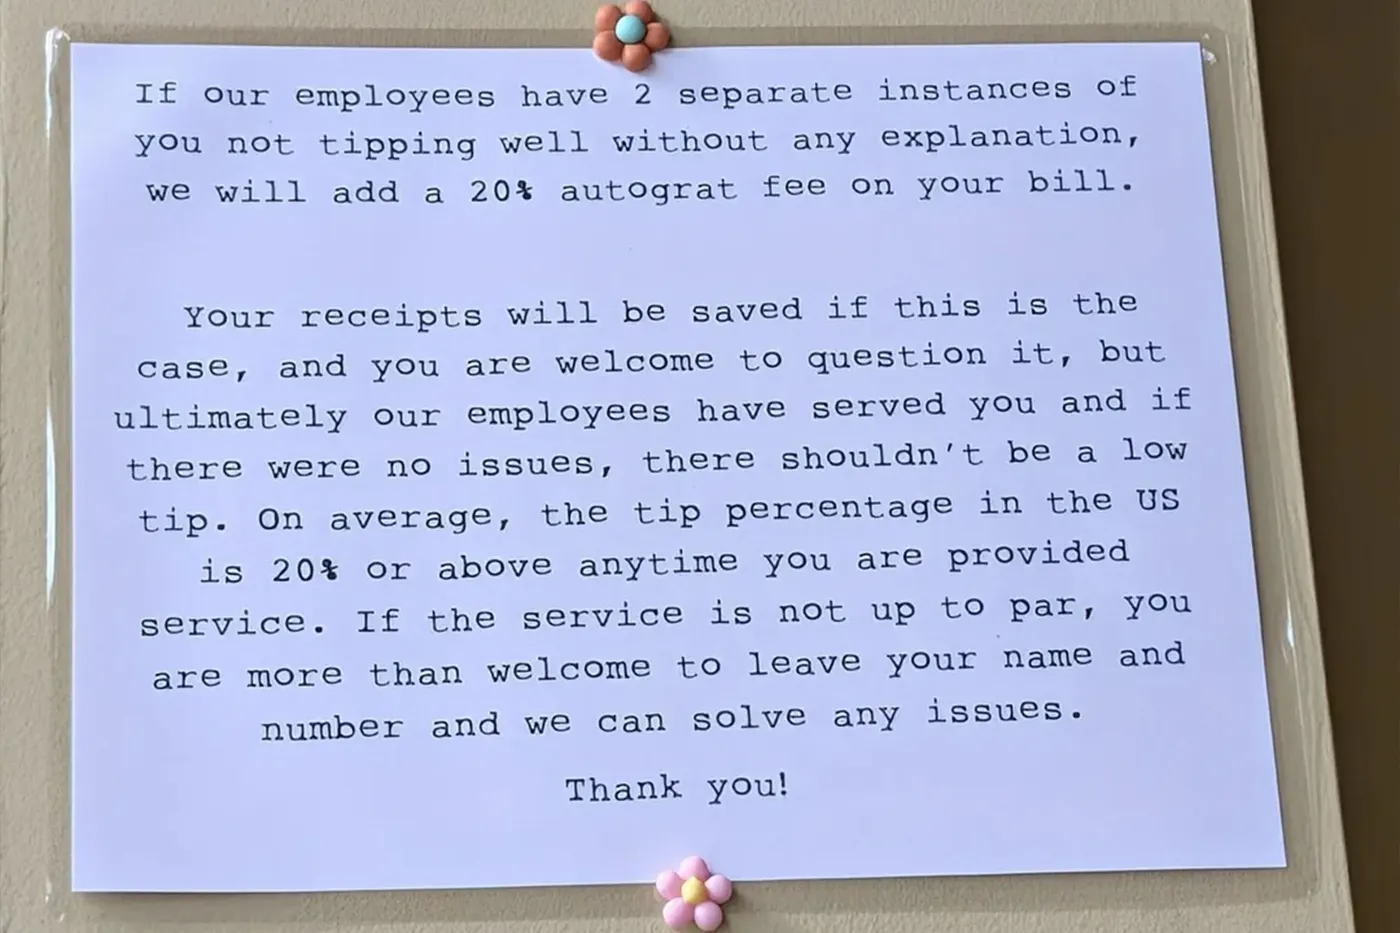 If our employees have 2 separate instances of
you not tipping well without any explanation,
we will add a 20% autograt fee on your bill.
Your receipts will be saved if this is the
case, and you are welcome to question it, but
ultimately our employees have served you and if
there were no issues, there shouldn't be a low
tip. On average, the tip percentage in the US
is 20% or above anytime you are provided
service. If the service is not up to par, you
are more than welcome to leave your name and
number and we can solve any issues.
Thank you!